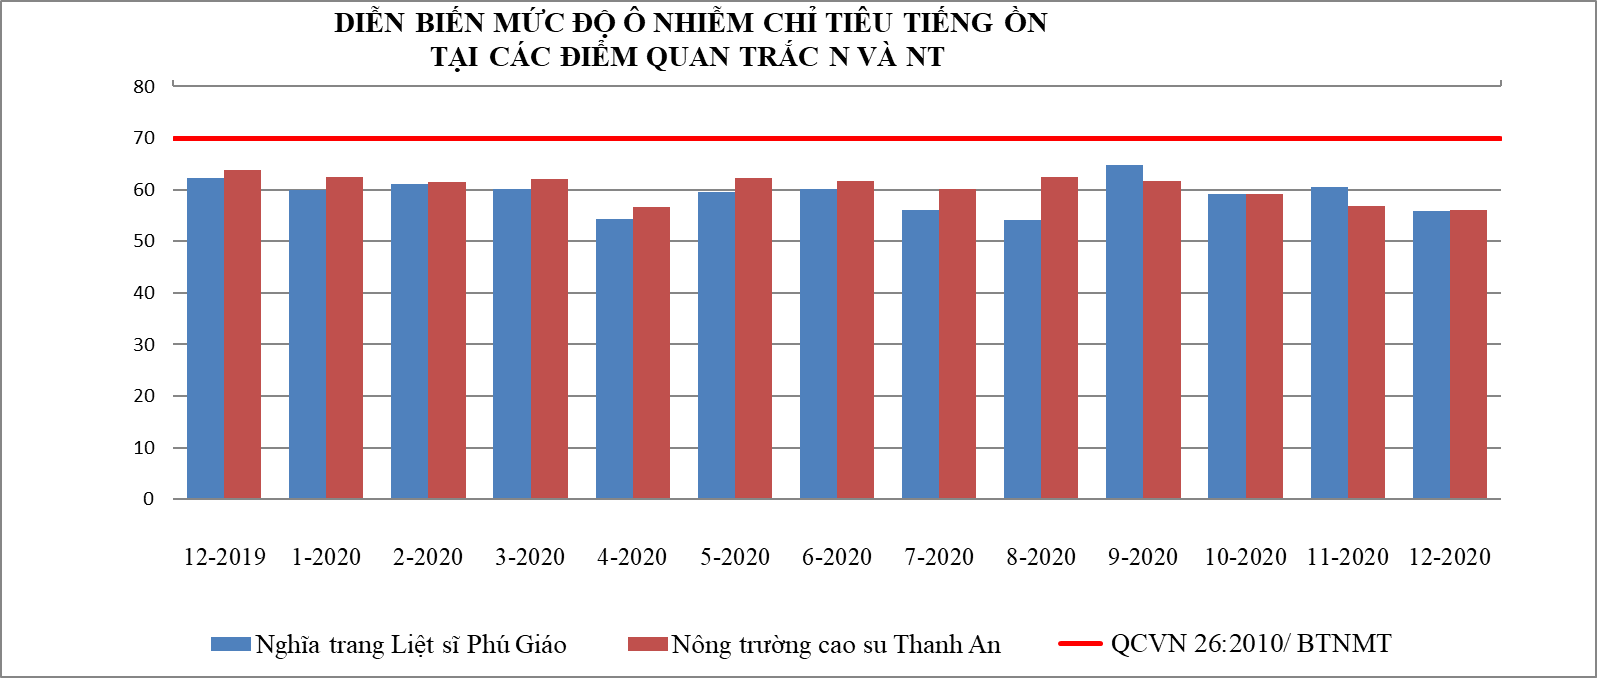 DIỄN BIẾN MỨC ĐỘ Ô NHIỄM CHỈ TIÊU TIẾNG ỒN
TẠI CÁC ĐIỂM QUAN TRẮC N VÀ NT
80
70
60
50
40
30
20
10
0
12-2019 1-2020 2-2020 3-2020 4-2020 5-2020 6-2020 7-2020 8-2020 9-2020 10-2020 11-2020 12-2020
Nghĩa trang Liệt sĩ Phú Giáo Nông trường cao su Thanh An QCVN 26:2010/ BTNMT